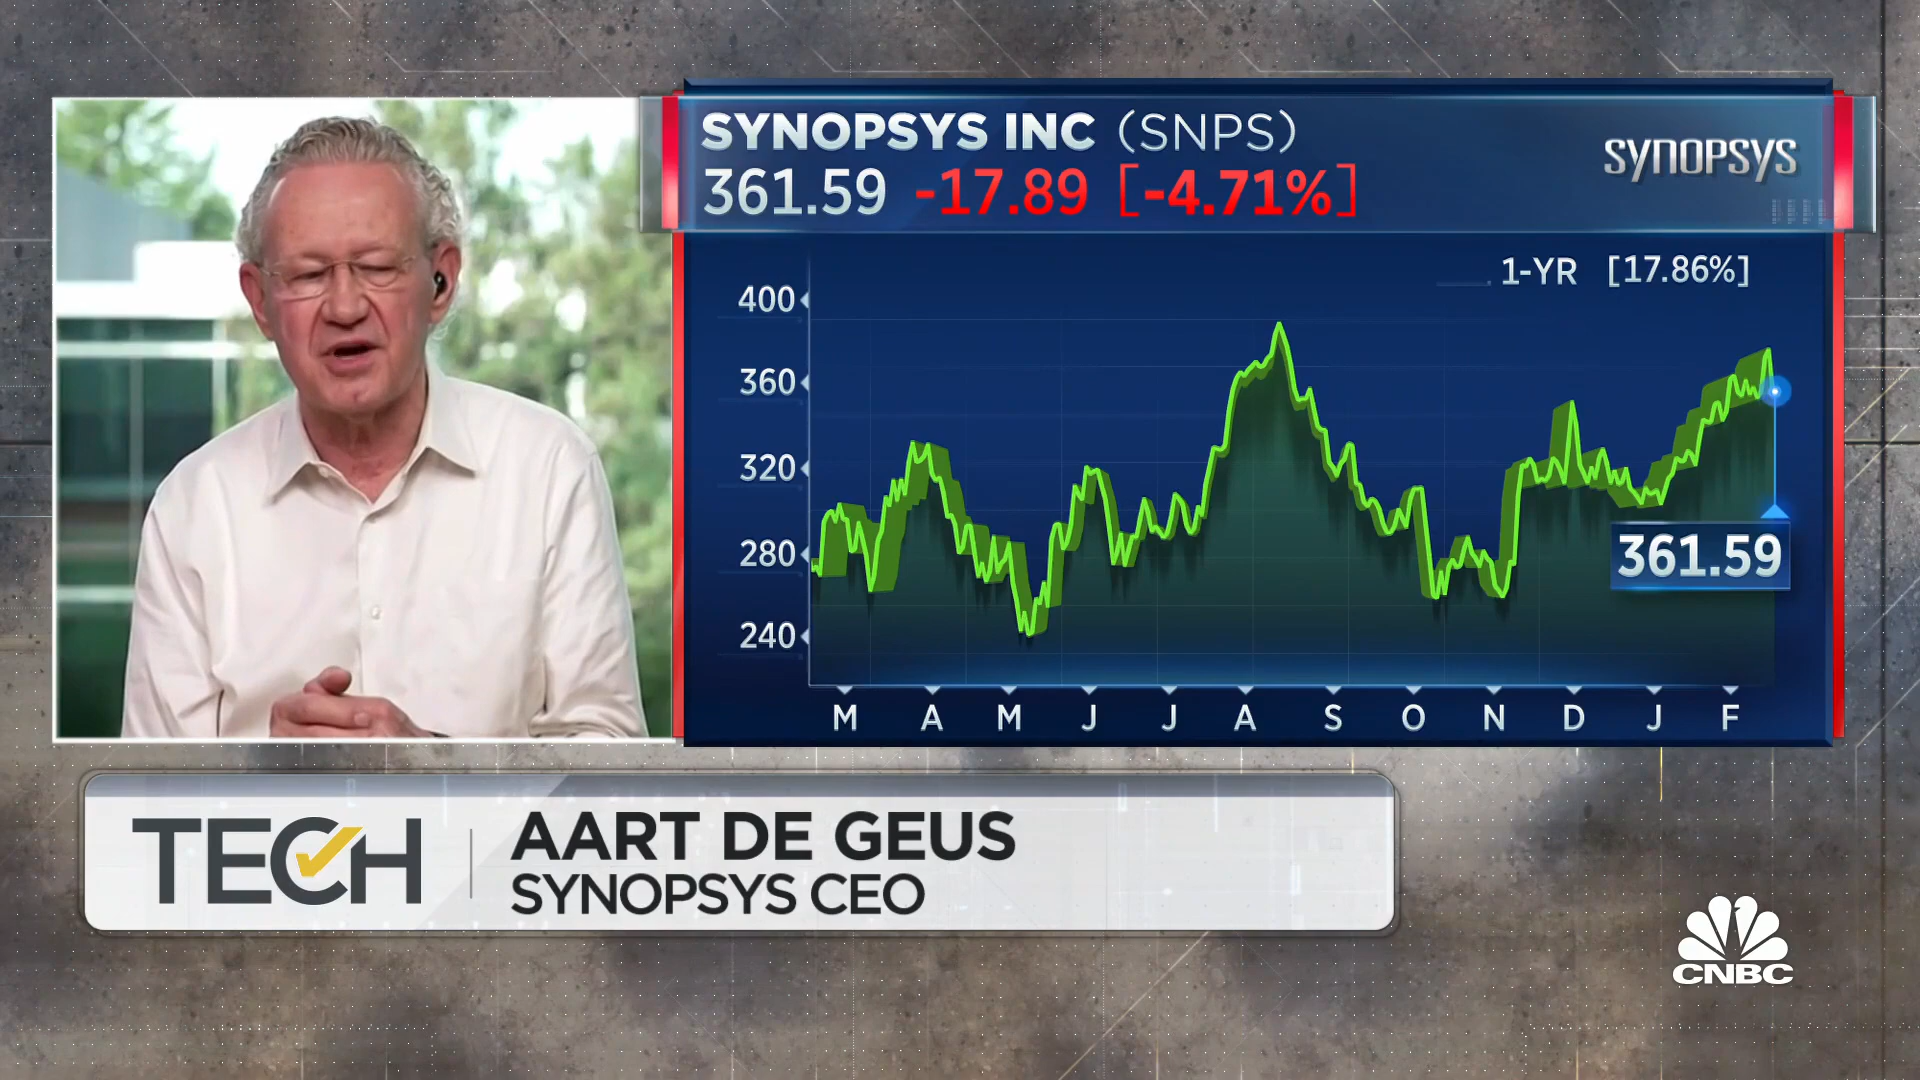 SYNOPSYS INC (SNPS)
361.59 -17.89 [-4.71%]
SYNOPSYS
1-YR [17.86%]
400
360
320
280
240
361.59
M A M J J A S O N D J F
TECH
AART DE GEUS
SYNOPSYS CEO
CNBC